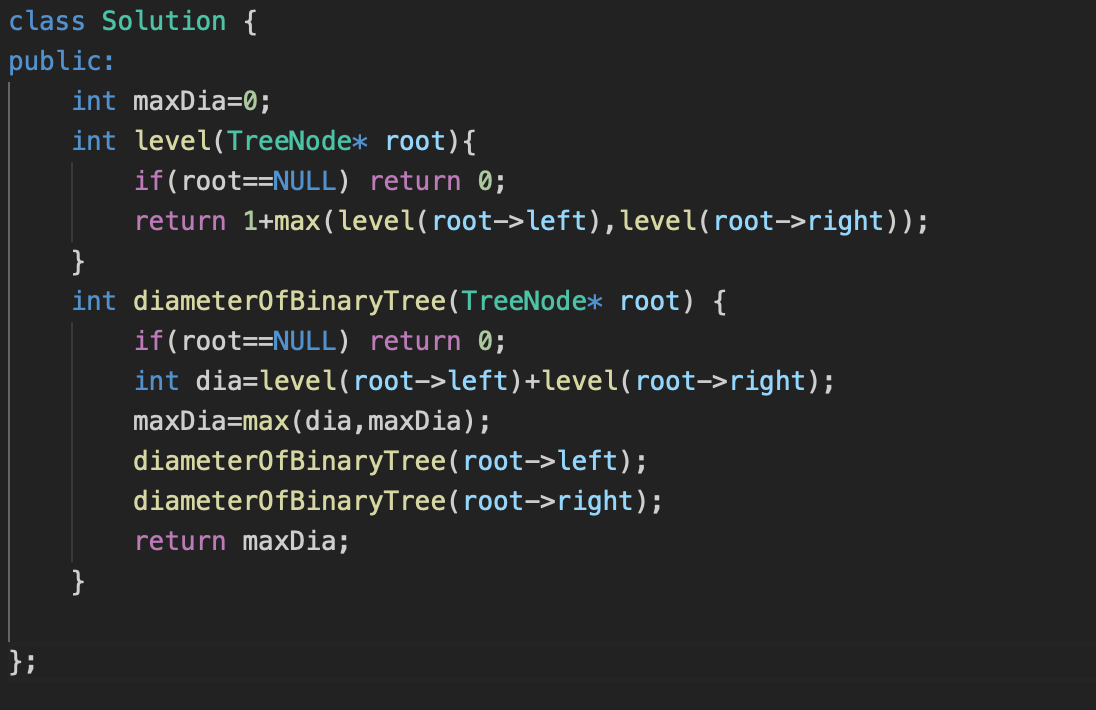 class Solution {
public:
    int maxDia=0;
    int level(TreeNode* root){
        if(root==NULL) return 0;
        return 1+max(level(root->left),level(root->right));
    }
    int diameterOfBinaryTree(TreeNode* root) {
        if(root==NULL) return 0;
        int dia=level(root->left)+level(root->right);
        maxDia=max(dia,maxDia);
        diameterOfBinaryTree(root->left);
        diameterOfBinaryTree(root->right);
        return maxDia;
    }
};